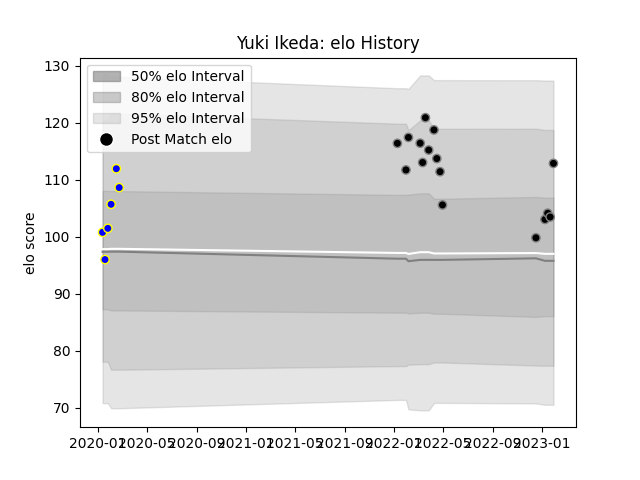 Yuki Ikeda: elo History
130
120
110
100
90
80
70
elo score
50% elo Interval
80% elo Interval
95% elo Interval
Post Match elo
2020-01
2020-05
2020-09
2021-01
2021-05
2021-09
2022-01
2022-05
2022-09
2023-01